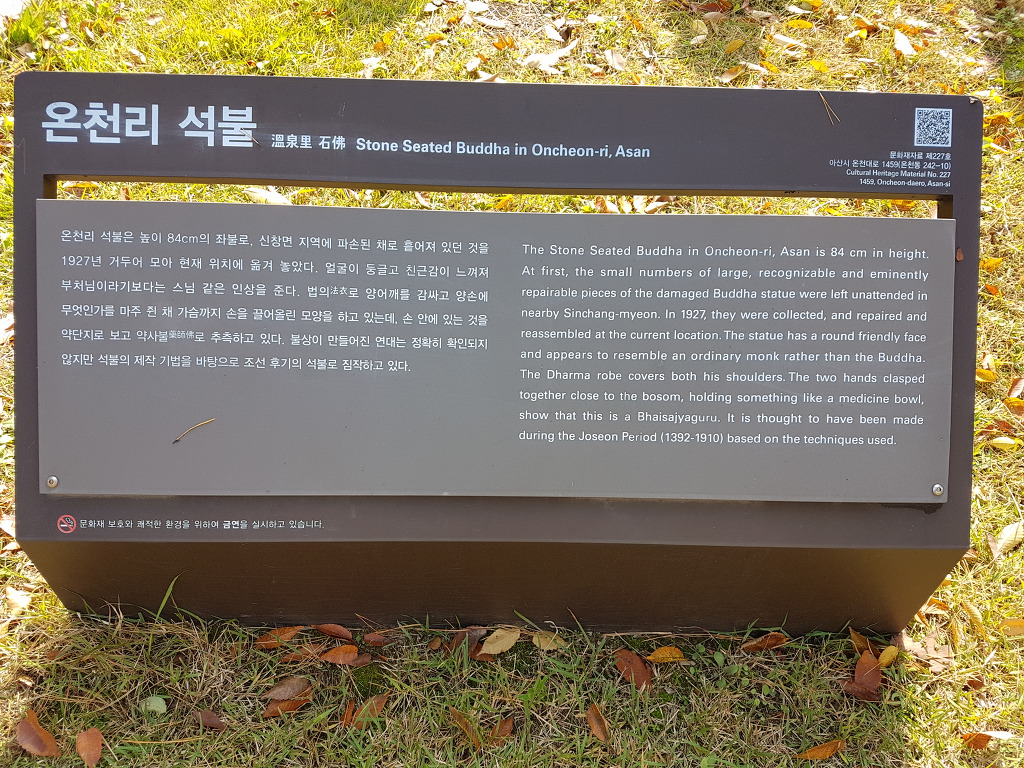 온천리 석불 溫泉里 石佛 Stone Seated Buddha in Oncheon-ri, Asan
문화재자료 제227호
아산시 온천대로 1459(온천동 242-10)
Cultural Heritage Material No. 227
1459, Oncheon-daero, Asan-si
온천리 석불은 높이 84cm의 좌불로, 신창면 지역에 파손된 채로 흩어져 있던 것을
1927년 거두어 모아 현재 위치에 옮겨 놓았다. 얼굴이 둥글고 친근감이 느껴져
부처님이라기보다는 스님 같은 인상을 준다. 법의法衣로 양어깨를 감싸고 양손에
무엇인가를 마주 쥔 채 가슴까지 손을 끌어올린 모양을 하고 있는데, 손 안에 있는 것을
약단지로 보고 약사불藥師佛로 추측하고 있다. 불상이 만들어진 연대는 정확히 확인되지
않지만 석불의 제작 기법을 바탕으로 조선 후기의 석불로 짐작하고 있다.
The Stone Seated Buddha in Oncheon-ri, Asan is 84 cm in height.
At first, the small numbers of large, recognizable and eminently
repairable pieces of the damaged Buddha statue were left unattended in
nearby Sinchang-myeon. In 1927, they were collected, and repaired and
reassembled at the current location. The statue has a round friendly face
and appears to resemble an ordinary monk rather than the Buddha.
The Dharma robe covers both his shoulders. The two hands clasped
together close to the bosom, holding something like a medicine bowl,
show that this is a Bhaisajyaguru. It is thought to have been made
during the Joseon Period (1392-1910) based on the techniques used.
문화재 보호와 쾌적한 환경을 위하여 금연을 실시하고 있습니다.